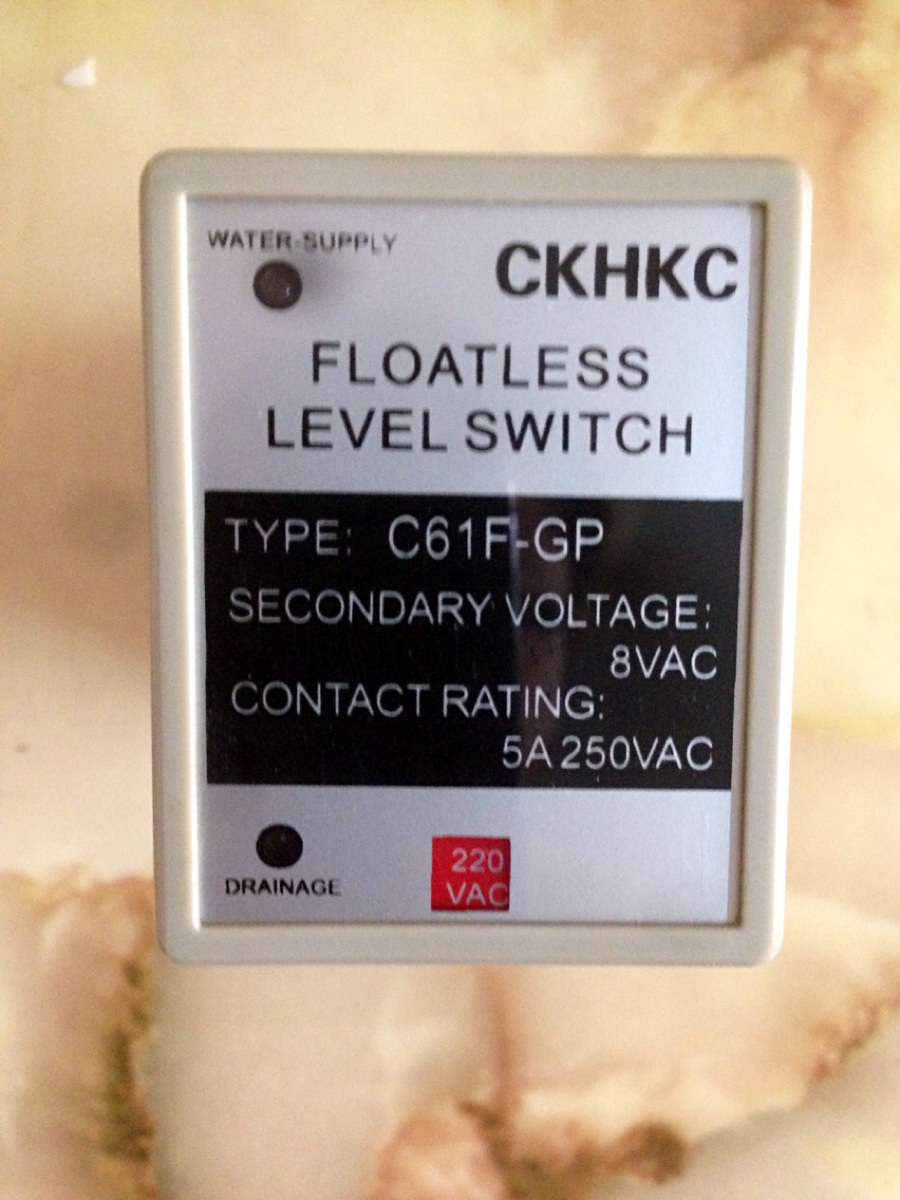 WATER-SUPPLY
CKHKC
FLOATLESS
LEVEL SWITCH
TYPE: C61F-GP
SECONDARY VOLTAGE:
8VAC
CONTACT RATING:
5A 250VAC
DRAINAGE
220
VAC